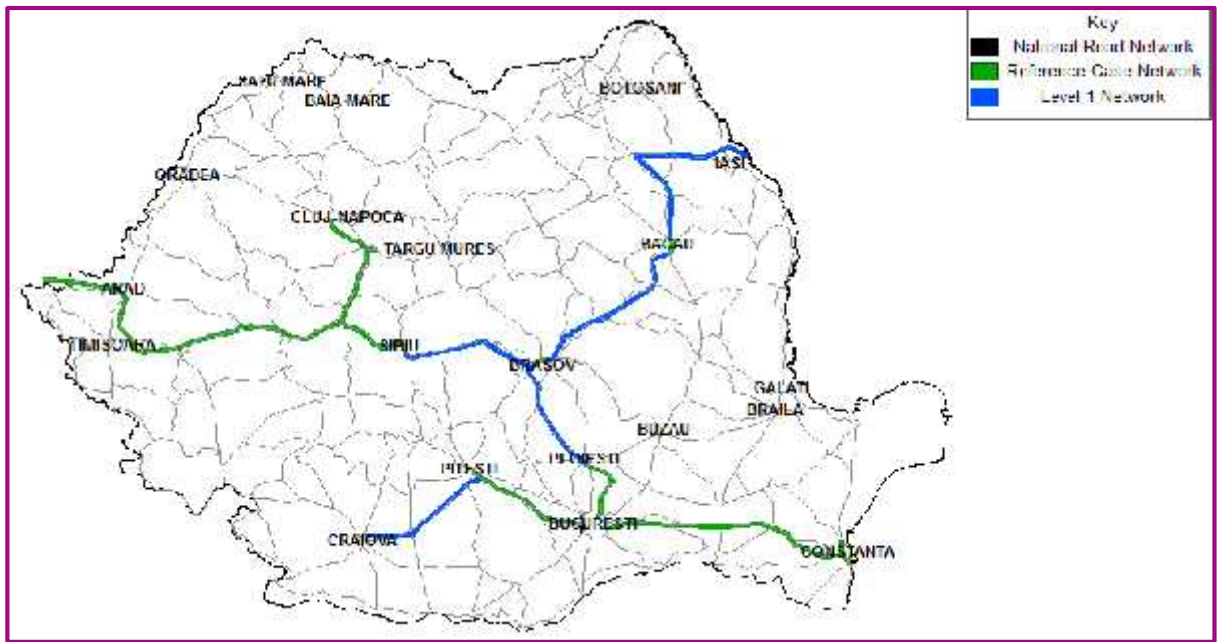 Key
National Road Network
Reference Case Network
Level 1 Network
SATU MARE
BAIA MARE
BOTOSANI
IASI
ORADEA
CLUJ-NAPOCA
TARGU MURES
BACAU
ARAD
TIMISOARA
SIBIU
BRASOV
GALATI
BRAILA
BUZAU
PITESTI
PLOIESTI
BUCURESTI
CRAIOVA
CONSTANTA